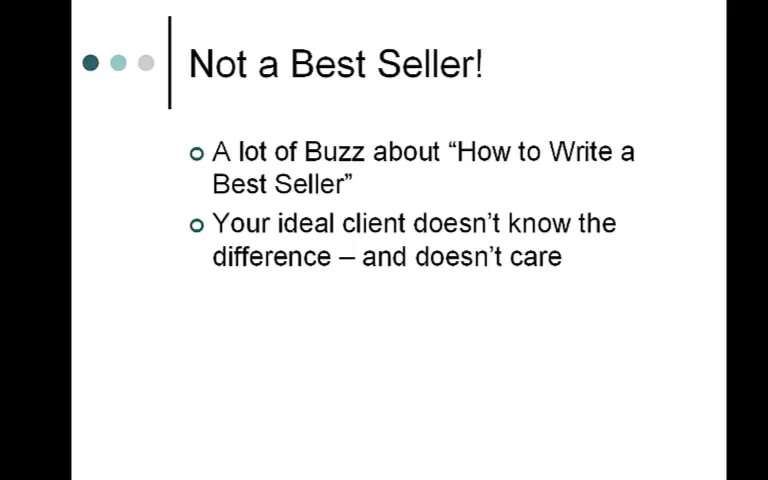 Not a Best Seller!
A lot of Buzz about “How to Write a
Best Seller”
Your ideal client doesn’t know the
difference – and doesn’t care